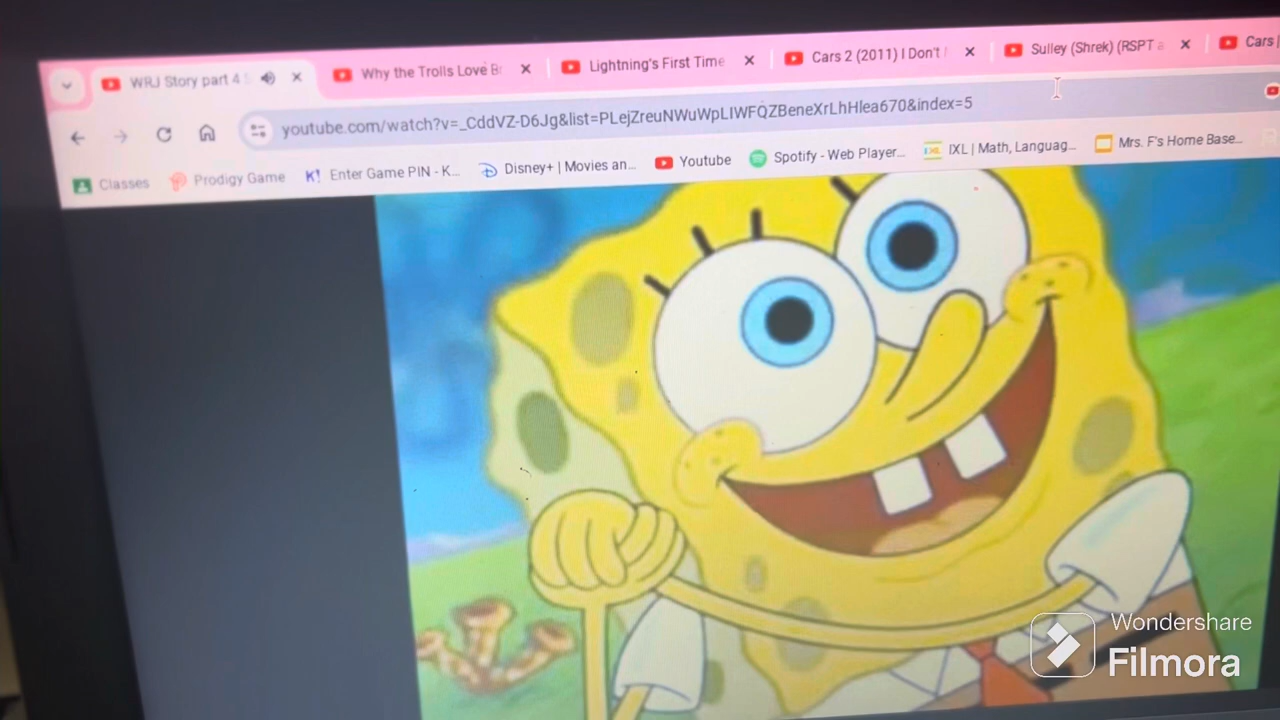 WRJ Story part 4
Why the Trolls Love B
Lightning's First Time
Cars 2 (2011) I Don't
Sulley (Shrek) (RSPT a
Cars |
youtube.com/watch?v=_CddVZ-D6Jg&list=PLejZreuNWuWpLIWFQZBeneXrLhHlea670&index=5
Classes
Prodigy Game
K! Enter Game PIN - K...
Disney+ | Movies an...
Youtube
Spotify - Web Player...
IXL IXL | Math, Languag...
Mrs. F's Home Base...
Wondershare
Filmora